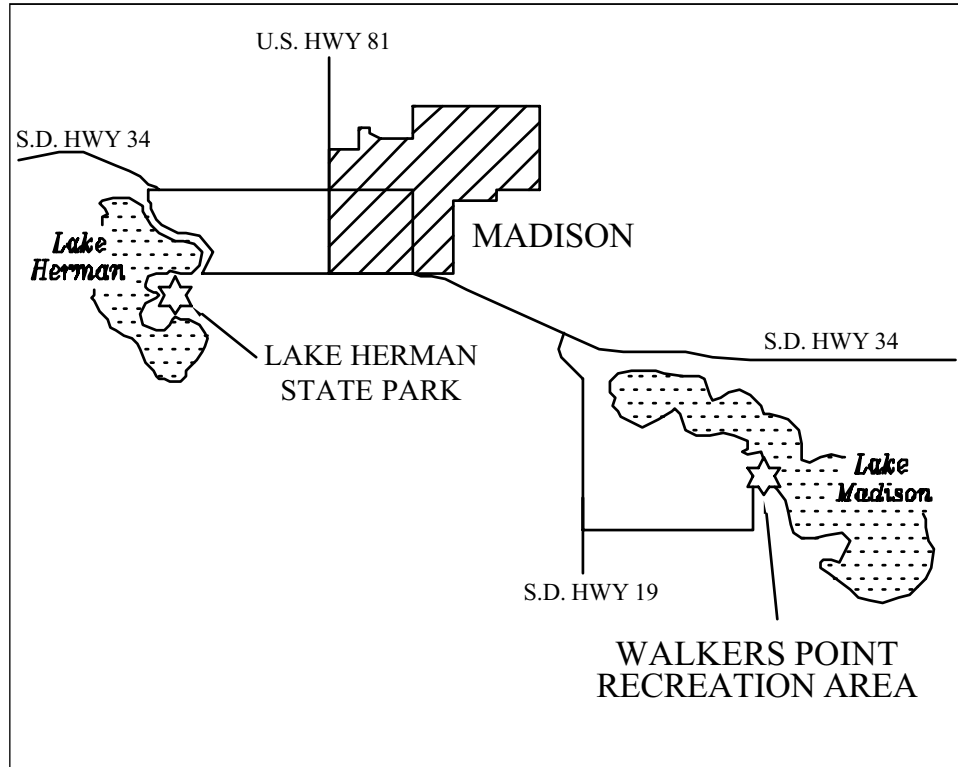 U.S. HWY 81
S.D. HWY 34
MADISON
Lake
Herman
LAKE HERMAN
STATE PARK
S.D. HWY 34
Lake
Madison
S.D. HWY 19
WALKERS POINT
RECREATION AREA